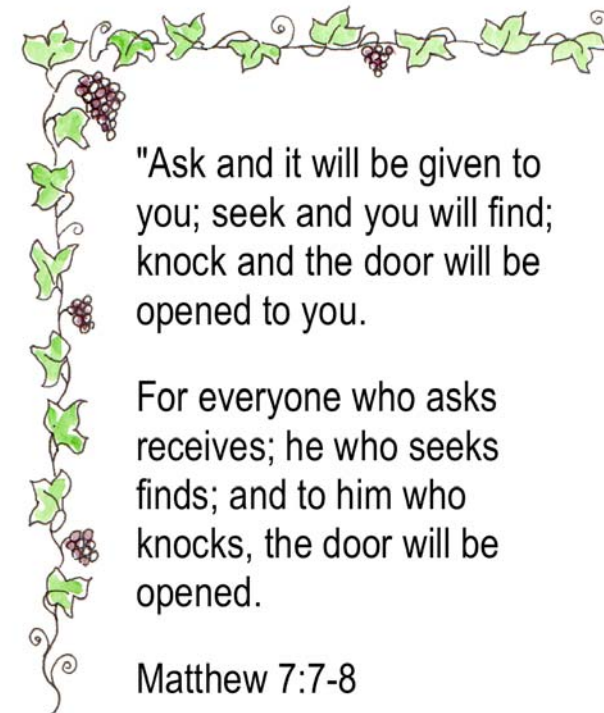 "Ask and it will be given to
you; seek and you will find;
knock and the door will be
opened to you.
For everyone who asks
receives; he who seeks
finds; and to him who
knocks, the door will be
opened.
Matthew 7:7-8